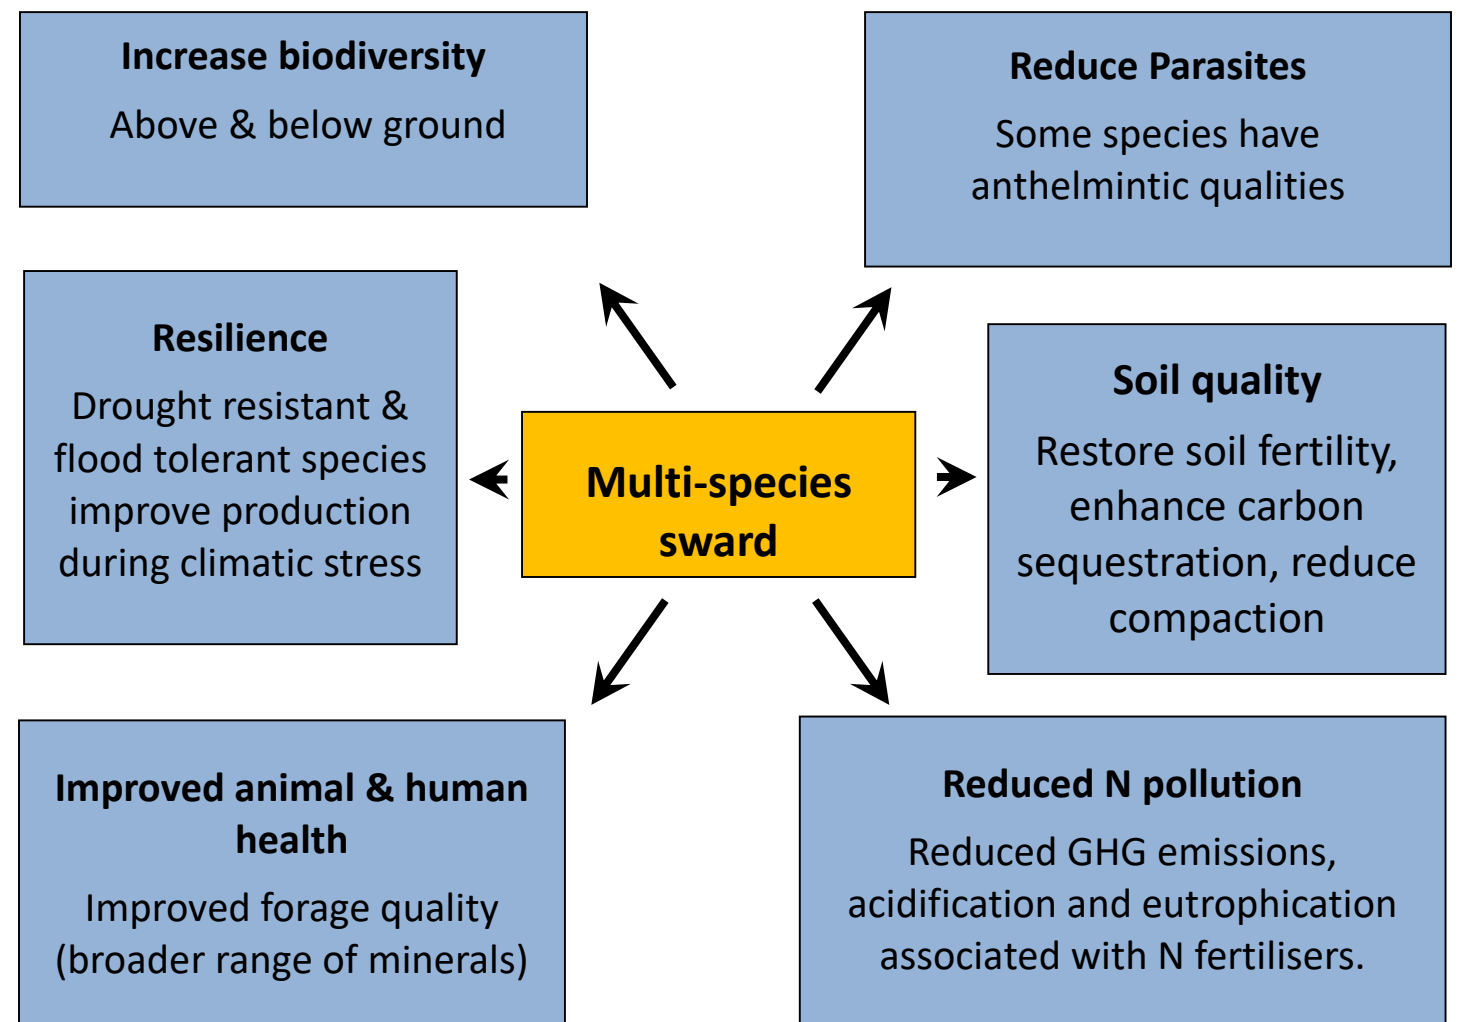 Increase biodiversity
Above & below ground
Reduce Parasites
Some species have
anthelmintic qualities
Resilience
Drought resistant &
flood tolerant species
improve production
during climatic stress
Multi-species
sward
Soil quality
Restore soil fertility,
enhance carbon
sequestration, reduce
compaction
Improved animal & human
health
Improved forage quality
(broader range of minerals)
Reduced N pollution
Reduced GHG emissions,
acidification and eutrophication
associated with N fertilisers.